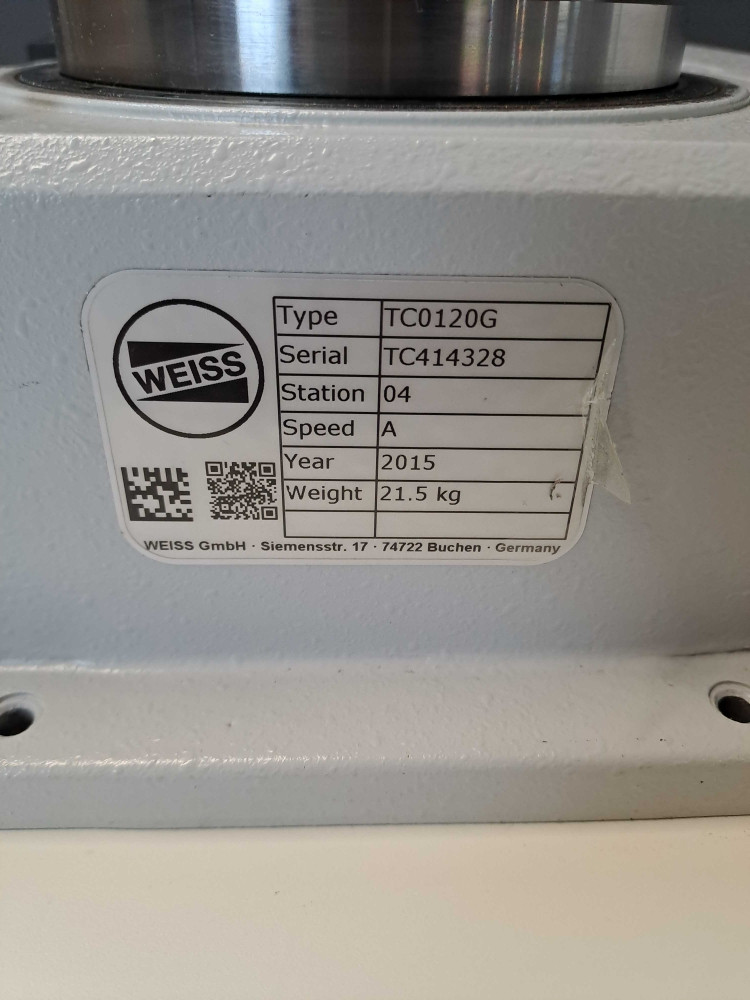 WEISS
Type TC0120G
Serial TC414328
Station 04
Speed A
Year 2015
Weight 21.5 kg
WEISS GmbH · Siemensstr. 17 · 74722 Buchen · Germany